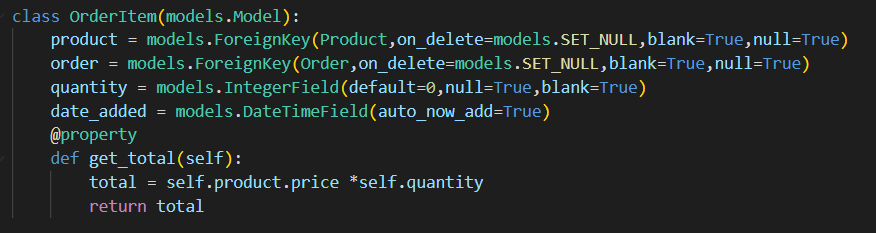 class OrderItem(models.Model):
    product = models.ForeignKey(Product,on_delete=models.SET_NULL,blank=True,null=True)
    order = models.ForeignKey(Order,on_delete=models.SET_NULL,blank=True,null=True)
    quantity = models.IntegerField(default=0,null=True,blank=True)
    date_added = models.DateTimeField(auto_now_add=True)
    @property
    def get_total(self):
        total = self.product.price *self.quantity
        return total